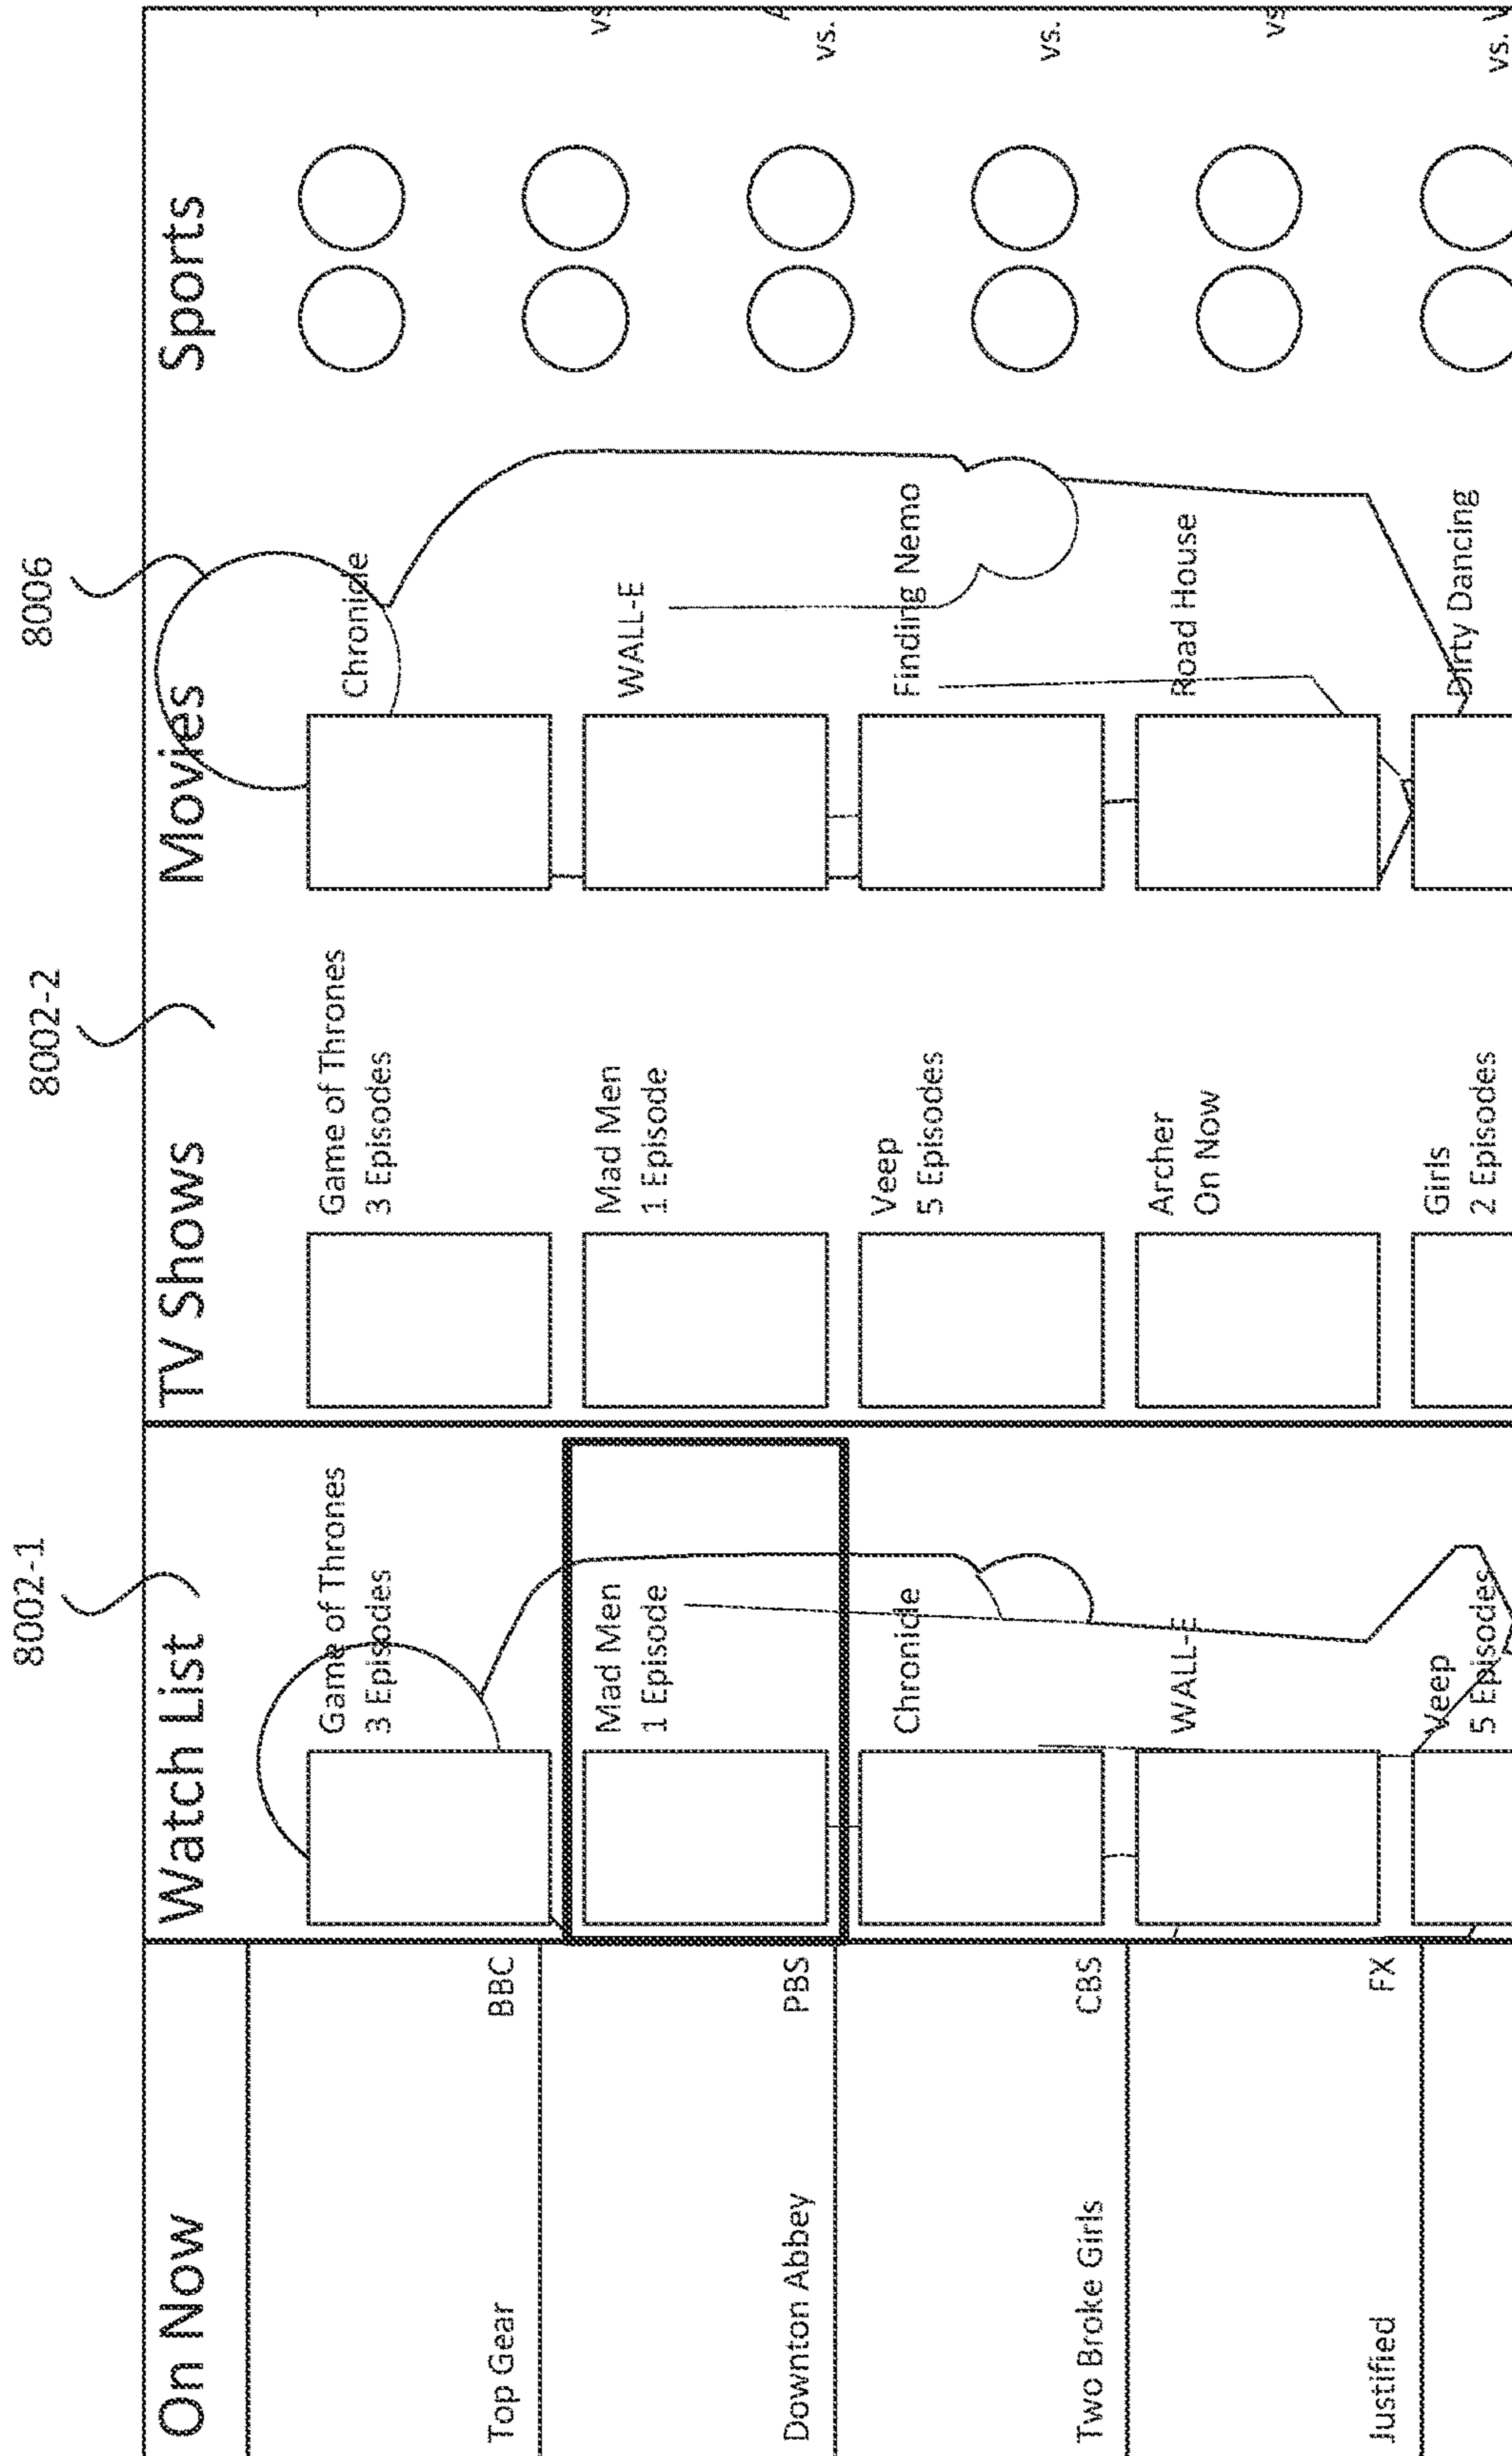 8002-1
8002-2
8006
On Now
Top Gear BBC
Downton Abbey PBS
Two Broke Girls CBS
Justified FX
Watch List
Game of Thrones
3 Episodes
Mad Men
1 Episode
Chronicle
WALL-E
Veep
5 Episodes
TV Shows
Game of Thrones
3 Episodes
Mad Men
1 Episode
Veep
5 Episodes
Archer
On Now
Girls
2 Episodes
Movies
Chronicle
WALL-E
Finding Nemo
Road House
Dirty Dancing
Sports
vs
vs.
vs.
vs
vs.